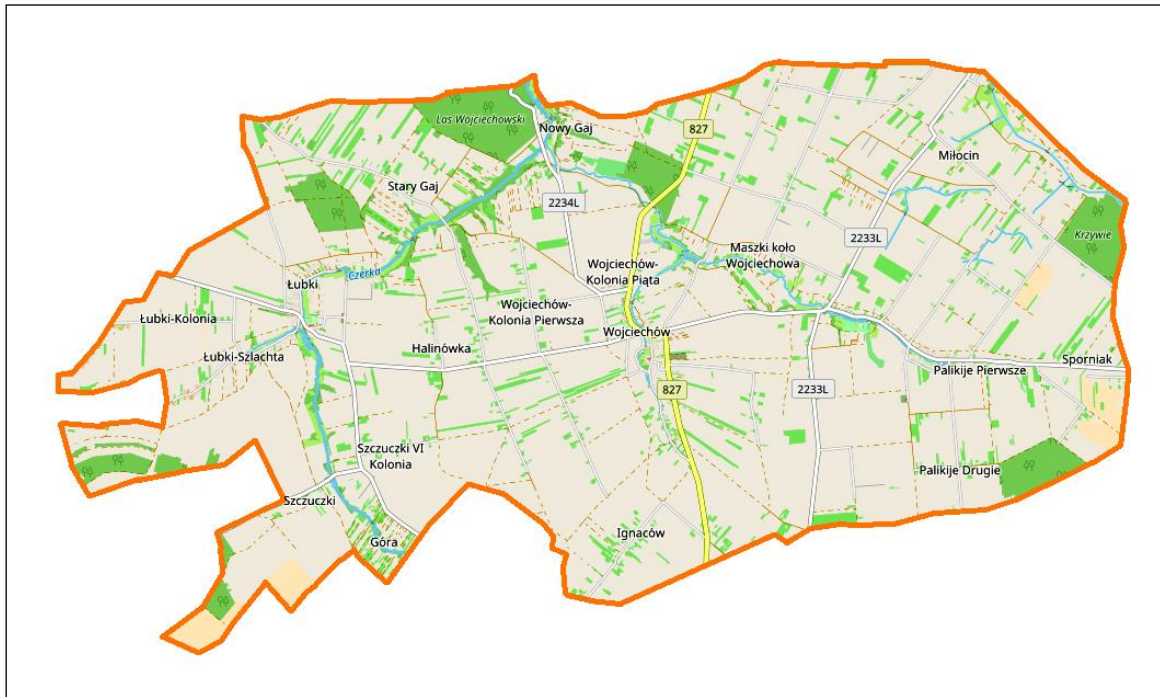 Las Wojciechowski
Nowy Gaj
827
Miłocin
Stary Gaj
2234L
Krzywie
2233L
Maszki koło
Wojciechowa
Czerka
Wojciechów-
Kolonia Piąta
Łubki
Wojciechów-
Kolonia Pierwsza
Łubki-Kolonia
Wojciechów
Halinówka
Łubki-Szlachta
Sporniak
Palikije Pierwsze
827
2233L
Szczuczki VI
Kolonia
Palikije Drugie
Szczuczki
Ignaców
Góra